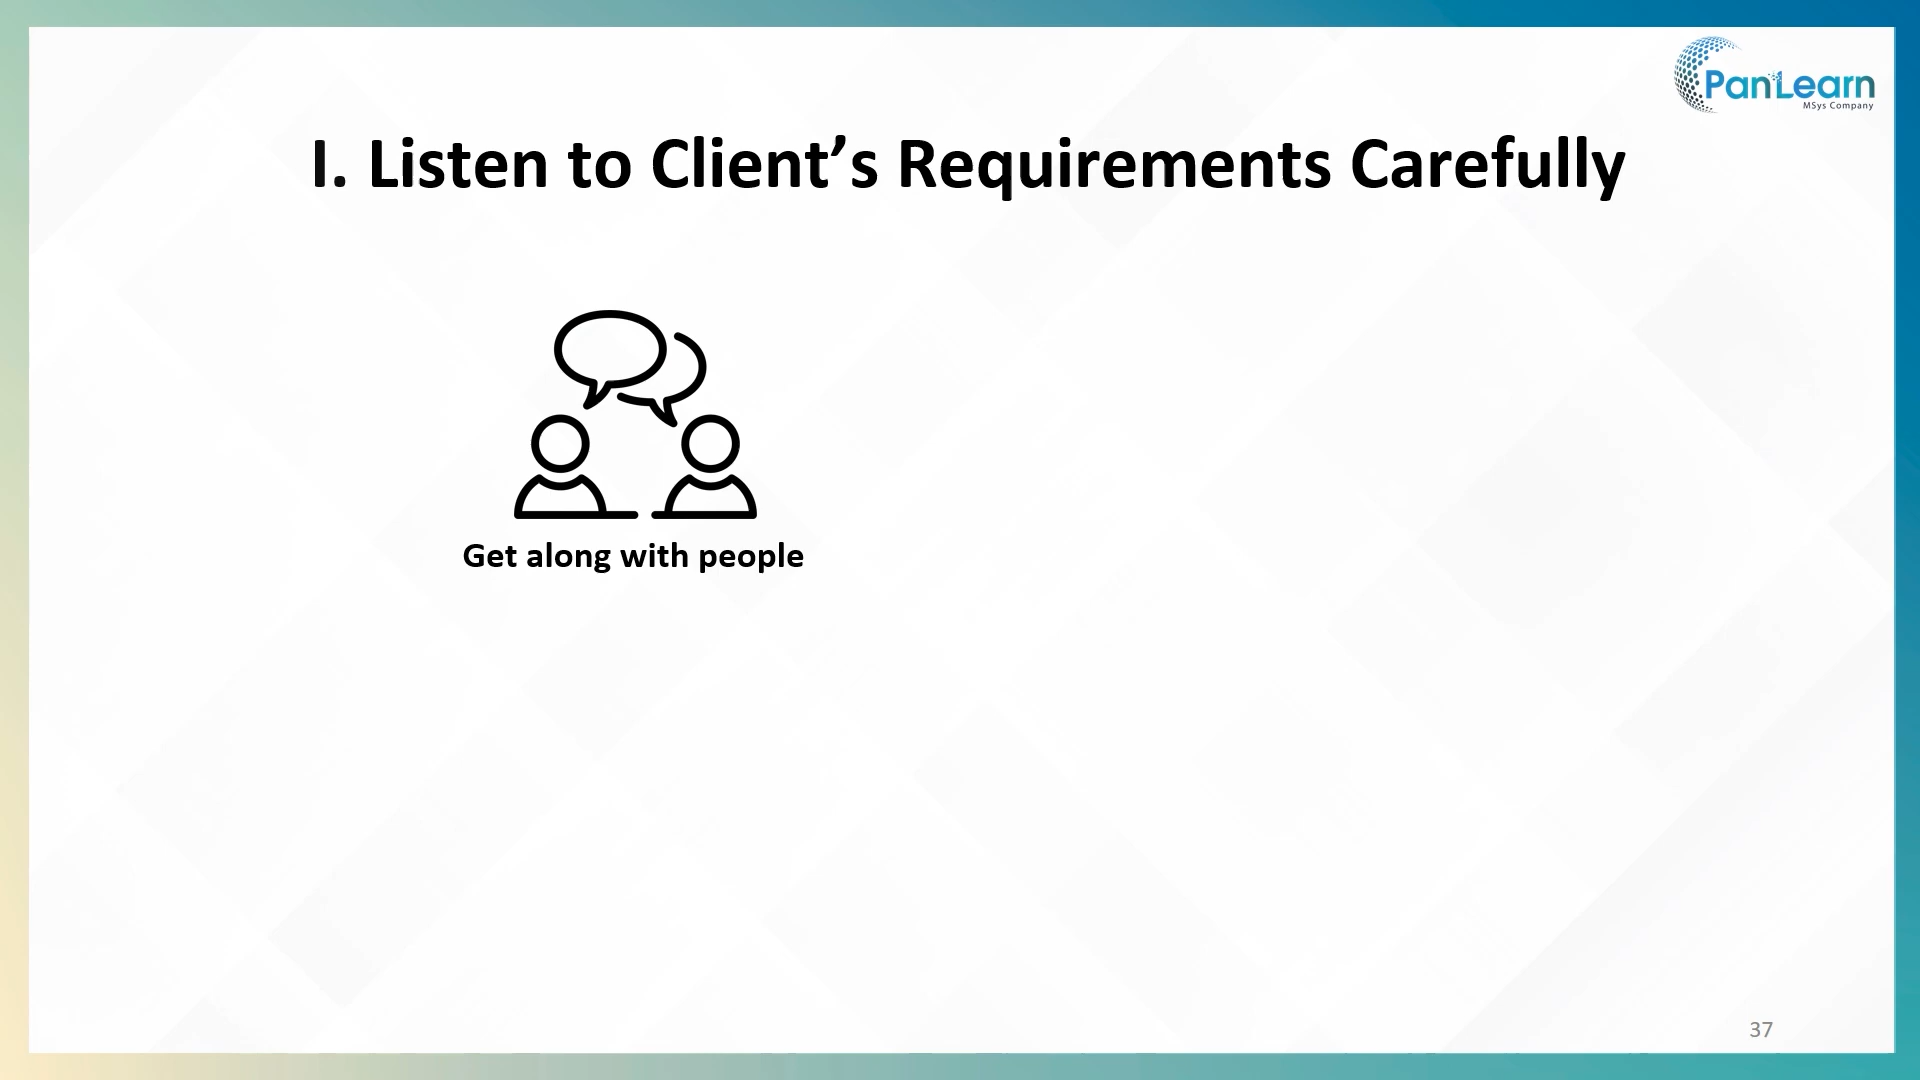 PanLearn
MSys Company
I. Listen to Client’s Requirements Carefully
Get along with people
37